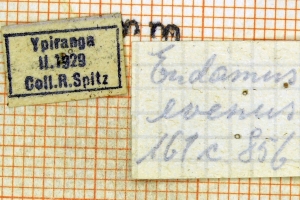 Ypiranga
II.1929
Coll.R.Spitz
Eudamus
evenus
161c 856